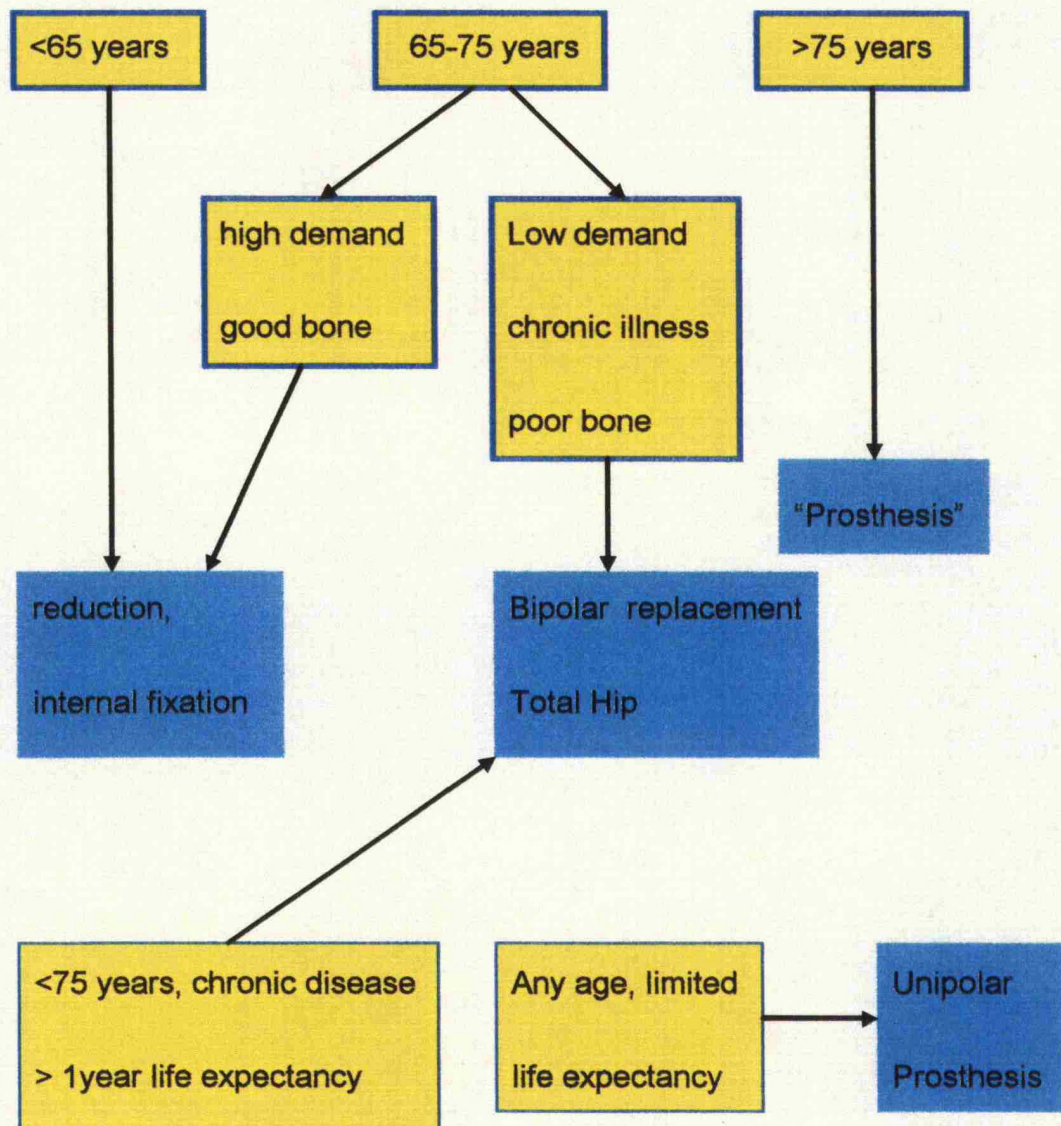 <65 years
65-75 years
>75 years
high demand
good bone
Low demand
chronic illness
poor bone
"Prosthesis"
reduction,
internal fixation
Bipolar replacement
Total Hip
<75 years, chronic disease
> 1year life expectancy
Any age, limited
life expectancy
Unipolar
Prosthesis